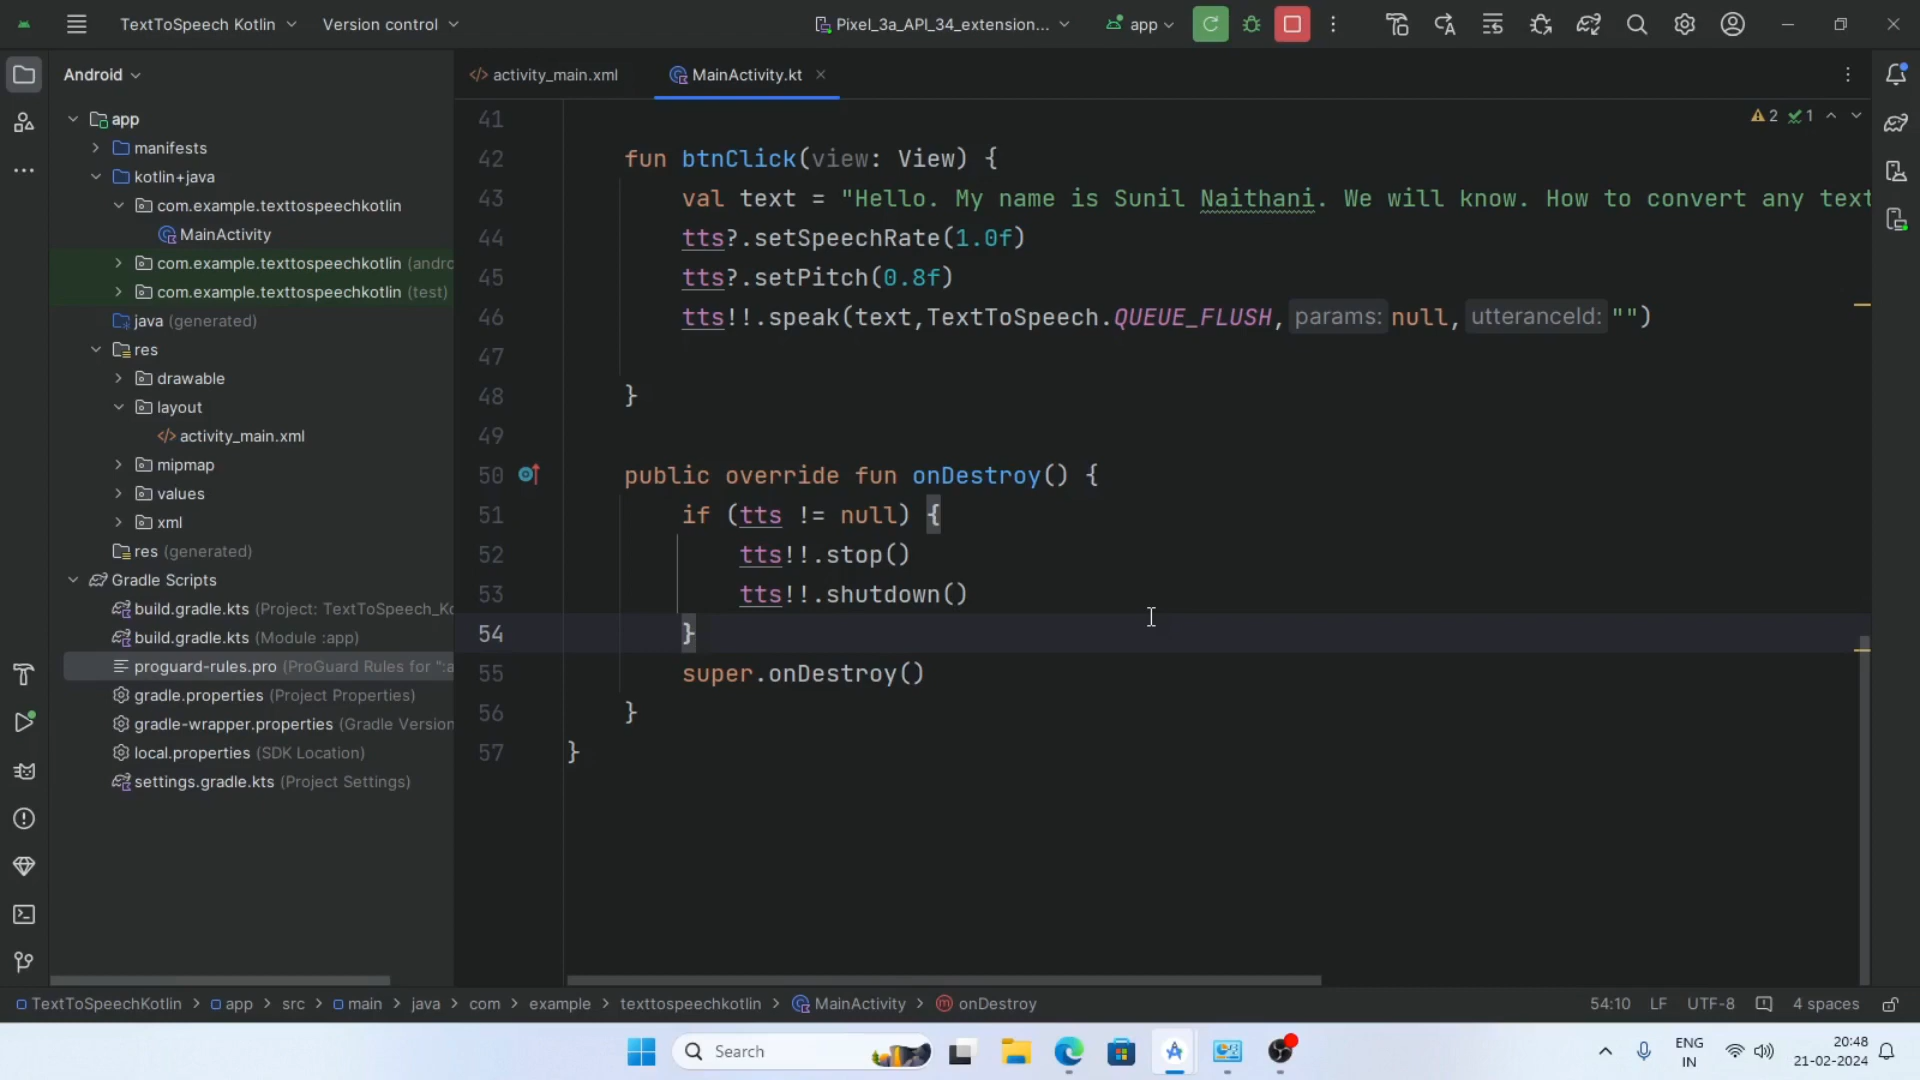 TextToSpeech Kotlin
Version control
Pixel_3a_API_34_extension...
app
Android
activity_main.xml
MainActivity.kt
app
manifests
kotlin+java
com.example.texttospeechkotlin
MainActivity
com.example.texttospeechkotlin (andro
com.example.texttospeechkotlin (test)
java (generated)
res
drawable
layout
activity_main.xml
mipmap
values
xml
res (generated)
Gradle Scripts
build.gradle.kts (Project: TextToSpeech_Ko
build.gradle.kts (Module :app)
proguard-rules.pro (ProGuard Rules for ":a
gradle.properties (Project Properties)
gradle-wrapper.properties (Gradle Version
local.properties (SDK Location)
settings.gradle.kts (Project Settings)
2 1
41
42 fun btnClick(view: View) {
43 val text = "Hello. My name is Sunil Naithani. We will know. How to convert any text
44 tts?.setSpeechRate(1.0f)
45 tts?.setPitch(0.8f)
46 tts!!.speak(text,TextToSpeech.QUEUE_FLUSH, params: null, utteranceId: "")
47
48 }
49
50 public override fun onDestroy() {
51 if (tts != null) {
52 tts!!.stop()
53 tts!!.shutdown()
54 }
55 super.onDestroy()
56 }
57 }
TextToSpeechKotlin > app > src > main > java > com > example > texttospeechkotlin > MainActivity > onDestroy
54:10 LF UTF-8 4 spaces
Search
ENG
IN
20:48
21-02-2024